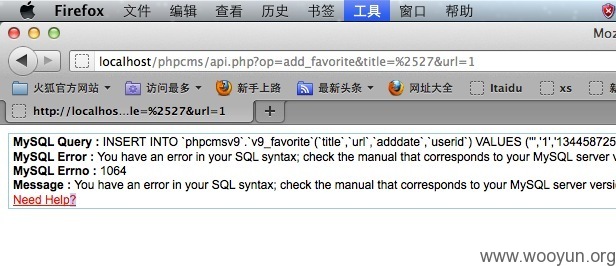 Firefox 文件 编辑 查看 历史 书签 工具 窗口 帮助
Moz
localhost/phpcms/api.php?op=add_favorite&title=%2527&url=1
火狐官方网站 访问最多 新手上路 最新头条 网址大全 ltaidu xs
http://localhos...le=%2527&url=1
MySQL Query : INSERT INTO `phpcmsv9`.`v9_favorite`(`title`,`url`,`adddate`,`userid`) VALUES (''','1','134458725
MySQL Error : You have an error in your SQL syntax; check the manual that corresponds to your MySQL server
MySQL Errno : 1064
Message : You have an error in your SQL syntax; check the manual that corresponds to your MySQL server versi
Need Help?
www.wooyun.org